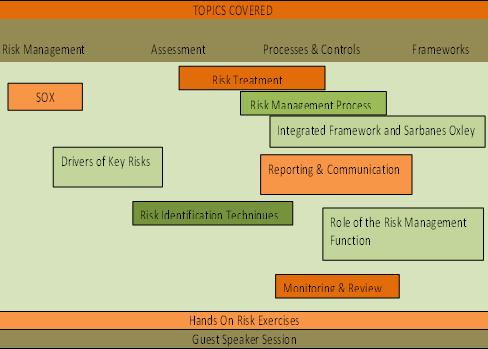 TOPICS COVERED
Risk Management Assessment Processes & Controls Frameworks
Risk Treatment
SOX
Risk Management Process
Integrated Framework and Sarbanes Oxley
Drivers of Key Risks
Reporting & Communication
Risk Identification Techniques
Role of the Risk Management
Function
Monitoring & Review
Hands On Risk Exercises
Guest Speaker Session